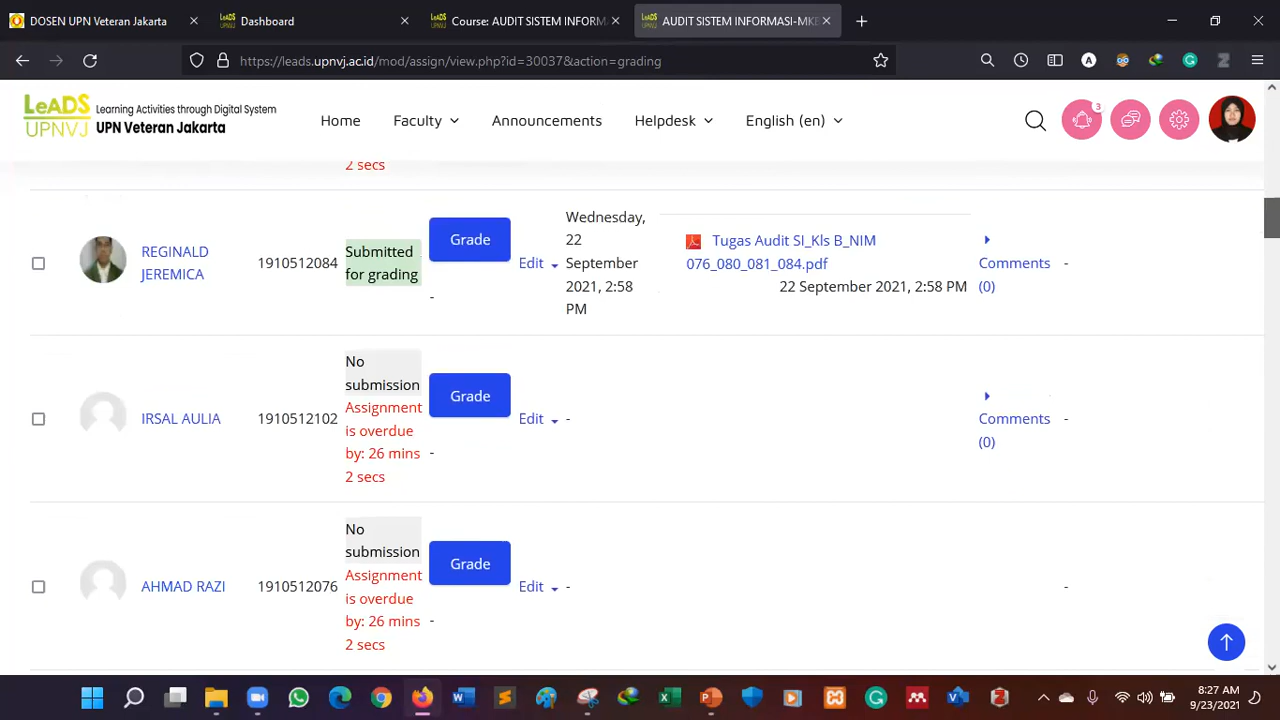 DOSEN UPN Veteran Jakarta
Dashboard
Course: AUDIT SISTEM INFORM
AUDIT SISTEM INFORMASI-MKB
https://leads.upnvj.ac.id/mod/assign/view.php?id=30037&action=grading
LeADS Learning Activities through Digital System
UPNVJ UPN Veteran Jakarta
Home Faculty Announcements Helpdesk English (en)
3
2 secs
REGINALD
JEREMICA
1910512084
Submitted
for grading
Grade
-
Edit
Wednesday,
22
September
2021, 2:58
PM
Tugas Audit SI_Kls B_NIM
076_080_081_084.pdf
22 September 2021, 2:58 PM
Comments
(0)
-
IRSAL AULIA
1910512102
No
submission
Assignment
is overdue
by: 26 mins
2 secs
Grade
-
Edit
-
Comments
(0)
-
AHMAD RAZI
1910512076
No
submission
Assignment
is overdue
by: 26 mins
2 secs
Grade
-
Edit
-
-
8:27 AM
9/23/2021